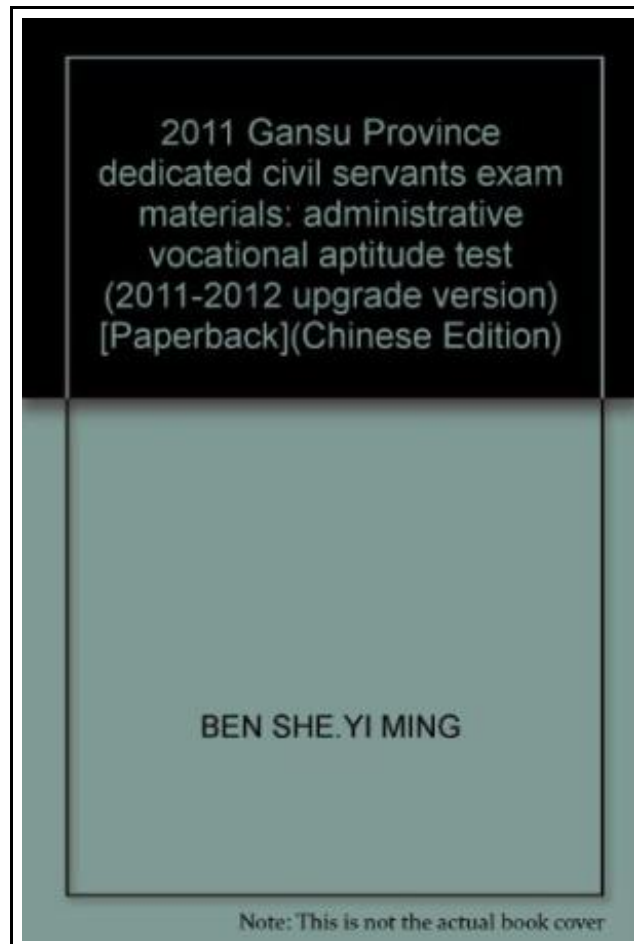 2011 Gansu Province
dedicated civil servants exam
materials: administrative
vocational aptitude test
(2011-2012 upgrade version)
[Paperback](Chinese Edition)
BEN SHE.YI MING
Note: This is not the actual book cover